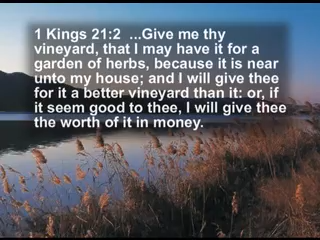 1 Kings 21:2  ...Give me thy
vineyard, that I may have it for a
garden of herbs, because it is near
unto my house; and I will give thee
for it a better vineyard than it: or, if
it seem good to thee, I will give thee
the worth of it in money.